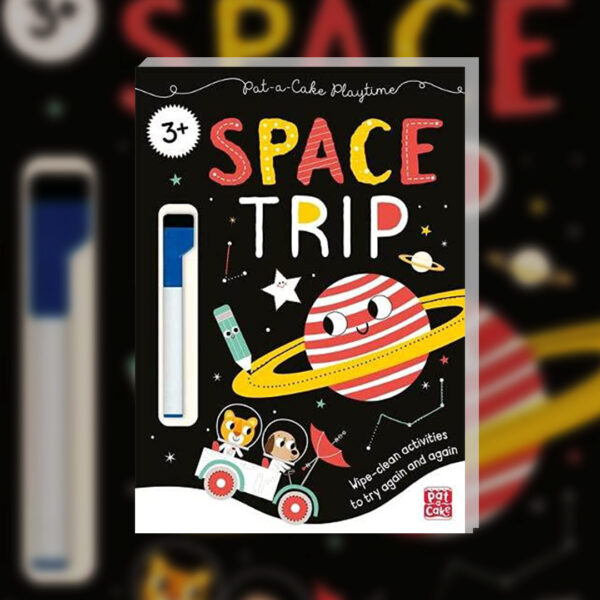 Pat-a-Cake Playtime
3+
SPACE
TRIP
Wipe-clean activities
to try again and again
pat
a
Cake